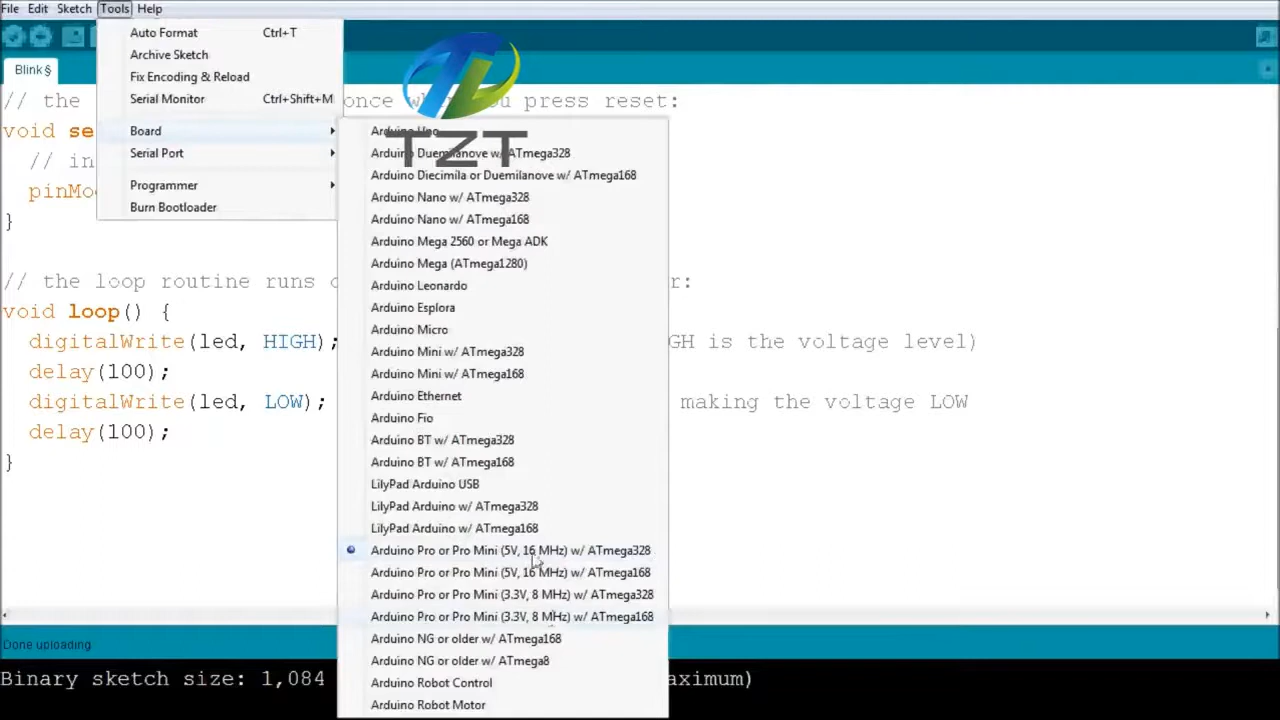 File Edit Sketch Tools Help
Auto Format Ctrl+T
Archive Sketch
Fix Encoding & Reload
Serial Monitor Ctrl+Shift+M
Board
Serial Port
Programmer
Burn Bootloader
Blink§
TZT
// the once you press reset:
void se
// in
pinMo
}
// the loop routine runs r:
void loop() {
digitalWrite(led, HIGH); GH is the voltage level)
delay(100);
digitalWrite(led, LOW); making the voltage LOW
delay(100);
}
Arduino Uno
Arduino Duemilanove w/ ATmega328
Arduino Diecimila or Duemilanove w/ ATmega168
Arduino Nano w/ ATmega328
Arduino Nano w/ ATmega168
Arduino Mega 2560 or Mega ADK
Arduino Mega (ATmega1280)
Arduino Leonardo
Arduino Esplora
Arduino Micro
Arduino Mini w/ ATmega328
Arduino Mini w/ ATmega168
Arduino Ethernet
Arduino Fio
Arduino BT w/ ATmega328
Arduino BT w/ ATmega168
LilyPad Arduino USB
LilyPad Arduino w/ ATmega328
LilyPad Arduino w/ ATmega168
Arduino Pro or Pro Mini (5V, 16 MHz) w/ ATmega328
Arduino Pro or Pro Mini (5V, 16 MHz) w/ ATmega168
Arduino Pro or Pro Mini (3.3V, 8 MHz) w/ ATmega328
Arduino Pro or Pro Mini (3.3V, 8 MHz) w/ ATmega168
Arduino NG or older w/ ATmega168
Arduino NG or older w/ ATmega8
Arduino Robot Control
Arduino Robot Motor
Done uploading
Binary sketch size: 1,084 aximum)